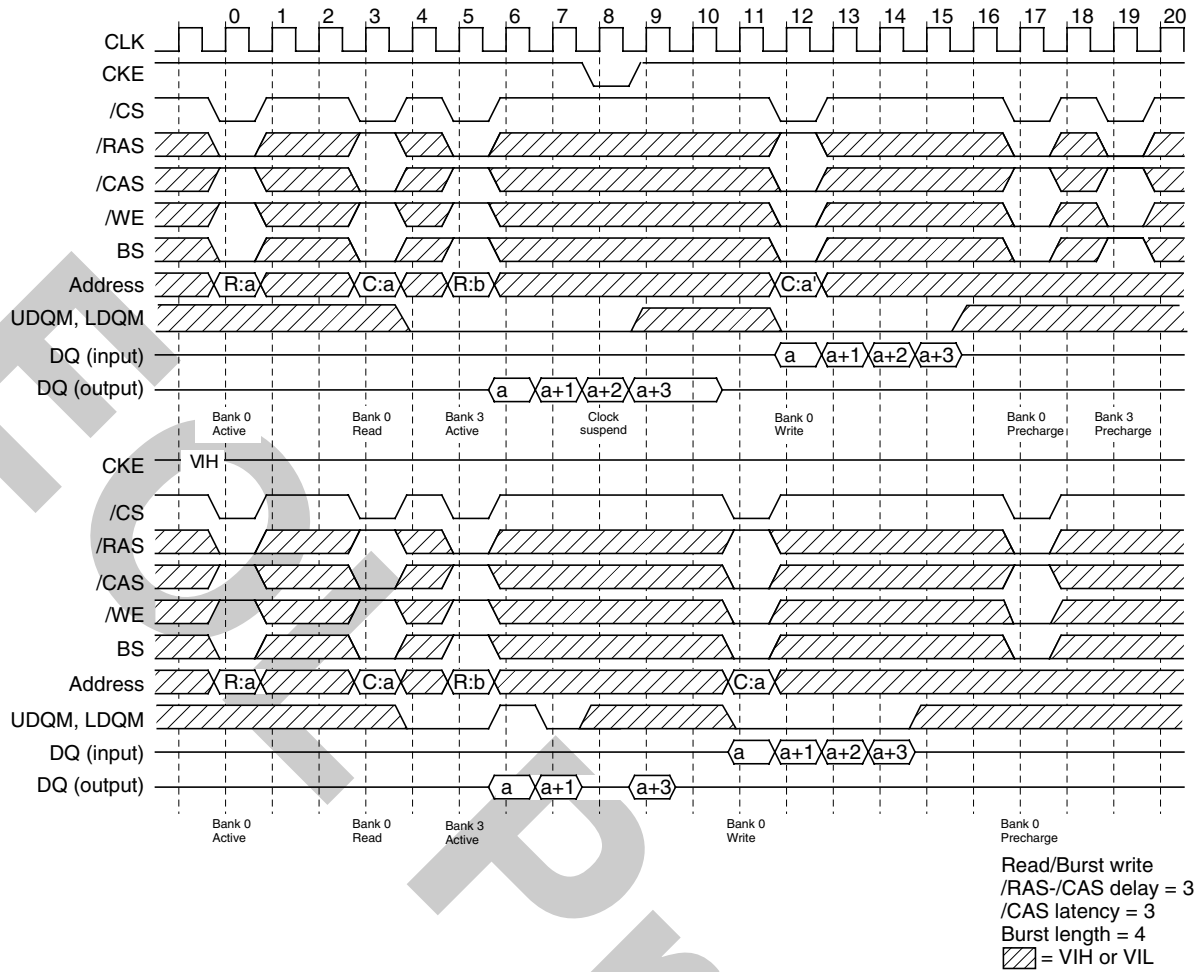 0 1 2 3 4 5 6 7 8 9 10 11 12 13 14 15 16 17 18 19 20
CLK
CKE
/CS
/RAS
/CAS
/WE
BS
Address R:a C:a R:b C:a'
UDQM, LDQM
DQ (input) a a+1 a+2 a+3
DQ (output) a a+1 a+2 a+3
Bank 0 Bank 0 Bank 3 Clock Bank 0 Bank 0 Bank 3
Active Read Active suspend Write Precharge Precharge
CKE VIH
/CS
/RAS
/CAS
/WE
BS
Address R:a C:a R:b C:a
UDQM, LDQM
DQ (input) a a+1 a+2 a+3
DQ (output) a a+1 a+3
Bank 0 Bank 0 Bank 3 Bank 0 Bank 0
Active Read Active Write Precharge
Read/Burst write
/RAS-/CAS delay = 3
/CAS latency = 3
Burst length = 4
= VIH or VIL